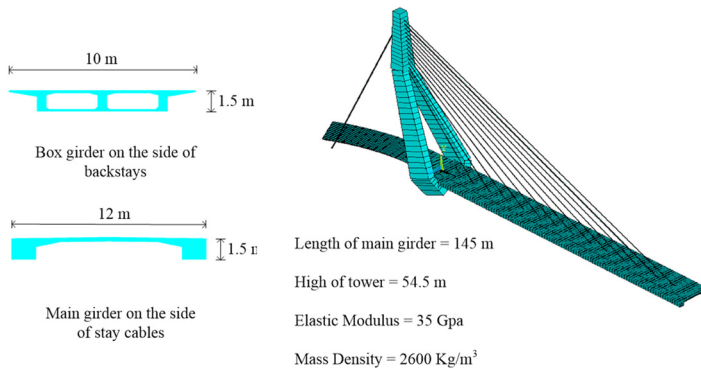 10 m
1.5 m
Box girder on the side of
backstays
12 m
1.5 m
Main girder on the side
of stay cables
Length of main girder = 145 m
High of tower = 54.5 m
Elastic Modulus = 35 Gpa
Mass Density = 2600 Kg/m³